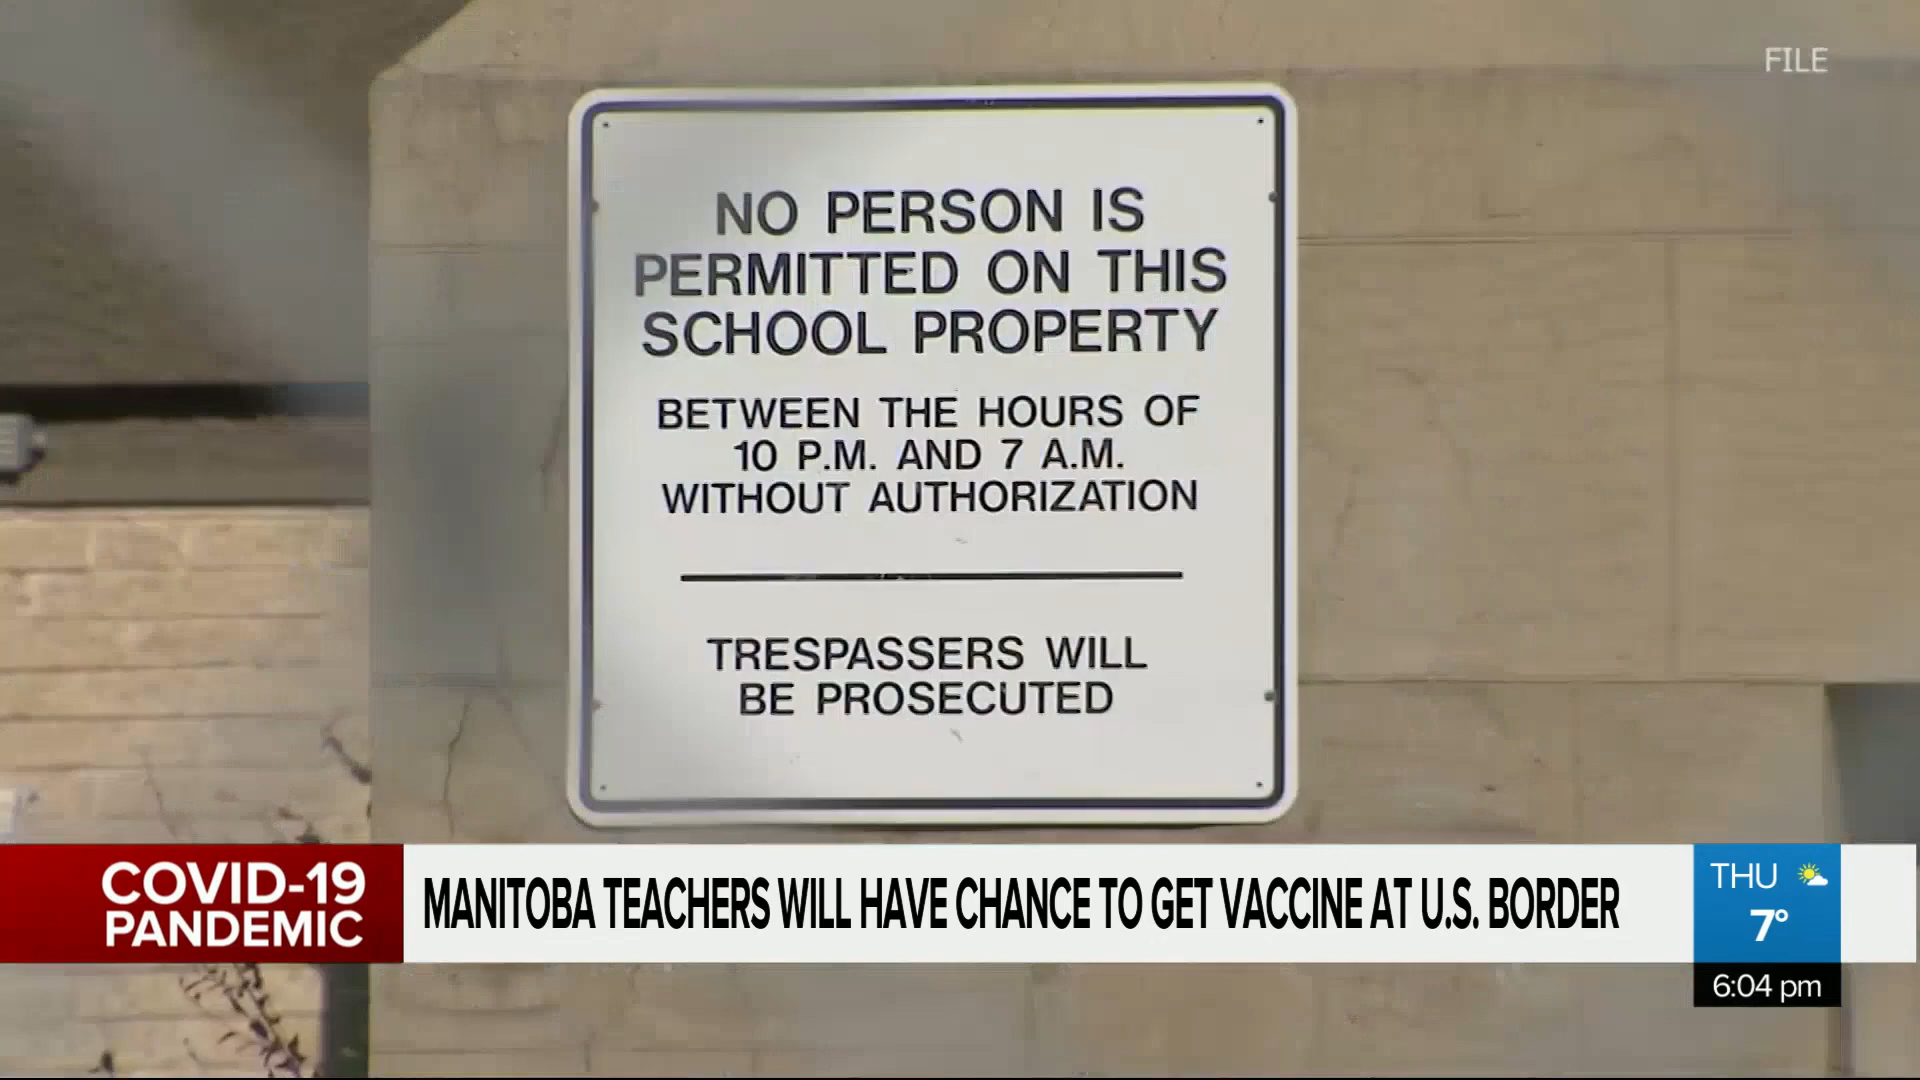 FILE
NO PERSON IS
PERMITTED ON THIS
SCHOOL PROPERTY
BETWEEN THE HOURS OF
10 P.M. AND 7 A.M.
WITHOUT AUTHORIZATION
TRESPASSERS WILL
BE PROSECUTED
COVID-19
PANDEMIC
MANITOBA TEACHERS WILL HAVE CHANCE TO GET VACCINE AT U.S. BORDER
THU
7°
6:04 pm